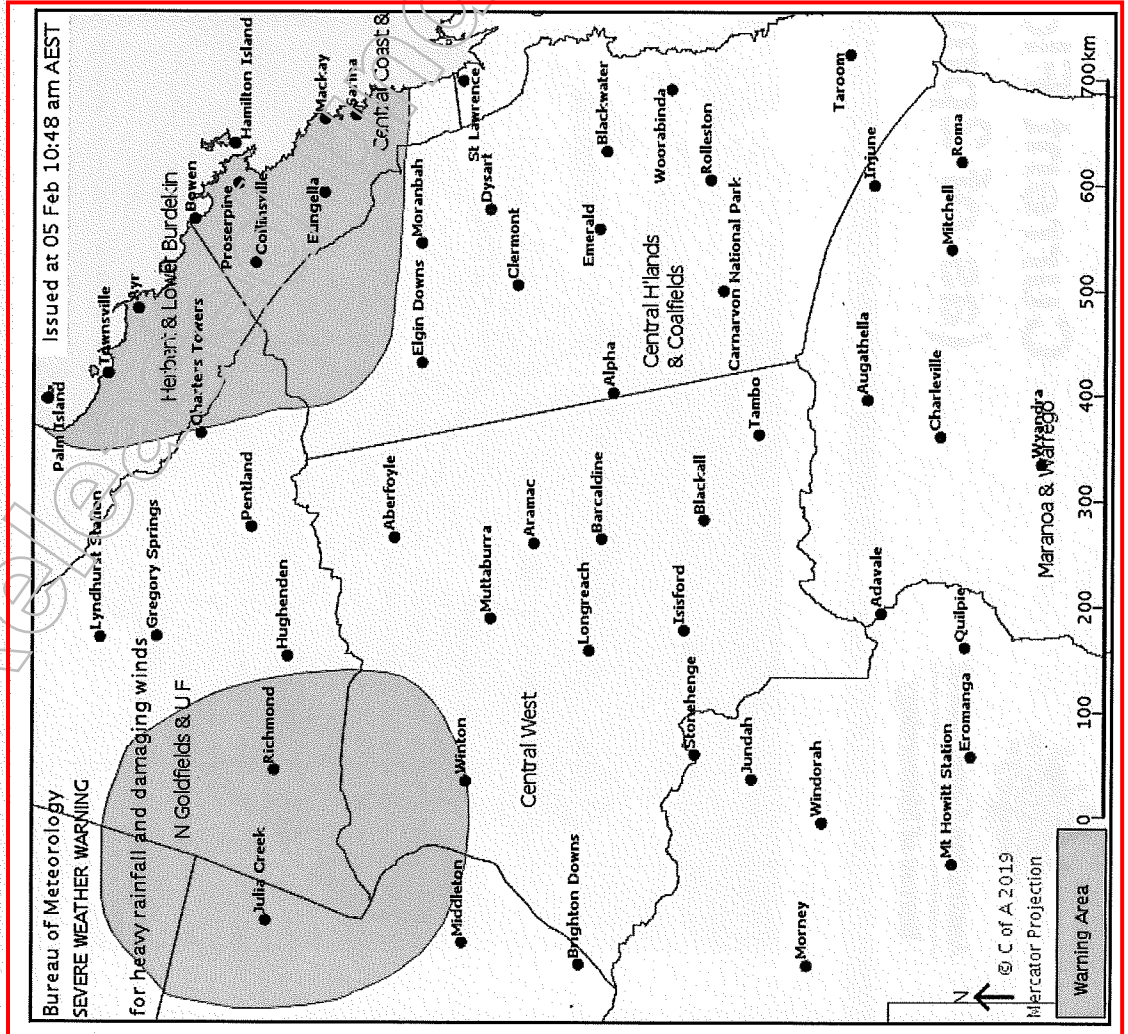 Bureau of Meteorology
SEVERE WEATHER WARNING
for heavy rainfall and damaging winds
Issued at 05 Feb 10:48 am AEST
Palm Island
Townsville
Ayr
Herbert & Lower Burdekin
Lyndhurst Station
Gregory Springs
Charters Towers
Bowen
Hamilton Island
Proserpine
Collinsville
N Goldfields & U F
Pentland
Julia Creek
Richmond
Hughenden
Eungella
Mackay
Sarina
Central Coast &
Aberfoyle
Elgin Downs
Moranbah
Middleton
Winton
Muttaburra
Dysart
St Lawrence
Clermont
Aramac
Central West
Brighton Downs
Longreach
Barcaldine
Alpha
Emerald
Blackwater
Central H'lands
& Coalfields
Woorabinda
Isisford
Blackall
Stonehenge
Rolleston
Carnarvon National Park
Jundah
Tambo
Morney
Windorah
Taroom
Adavale
Augathella
Injune
Mt Howitt Station
Eromanga
Quilpie
Charleville
Mitchell
Roma
Wyandra
Maranoa & Warrego
N
© C of A 2019
Mercator Projection
Warning Area
0 100 200 300 400 500 600 700km